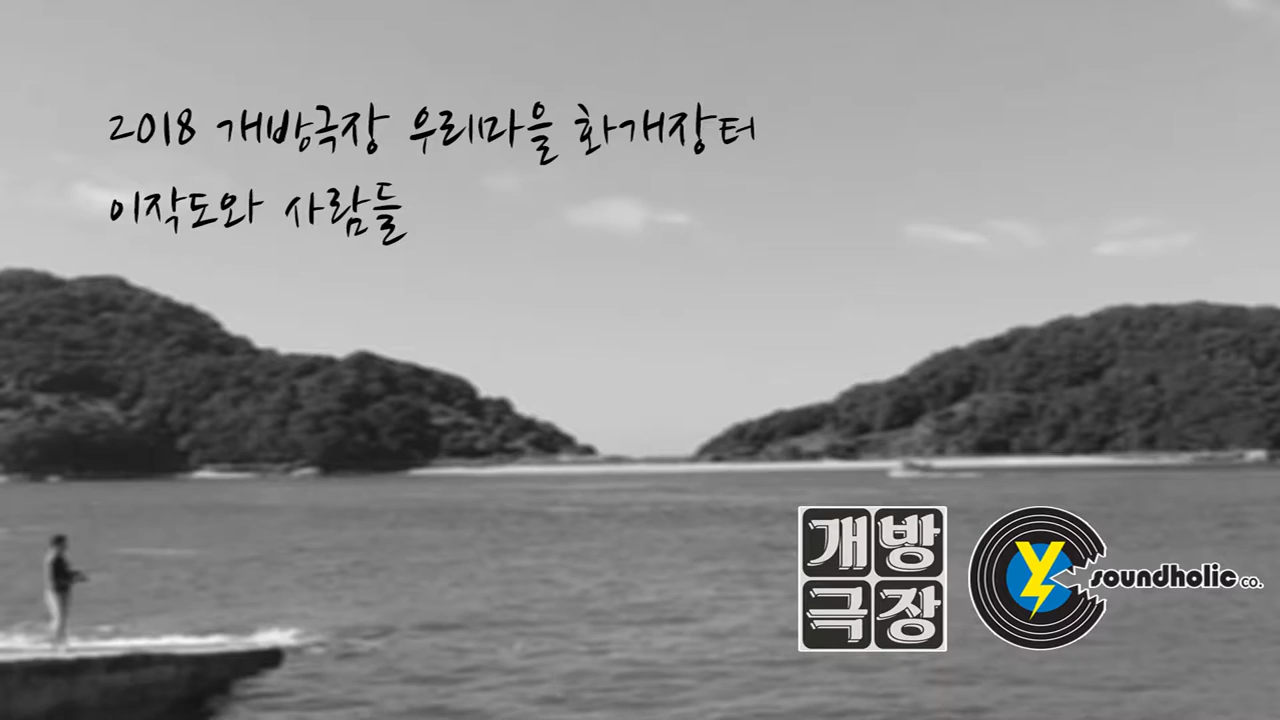 2018 개방극장 우리마을 화개장터
이작도와 사람들
개방
극장
soundholic co.